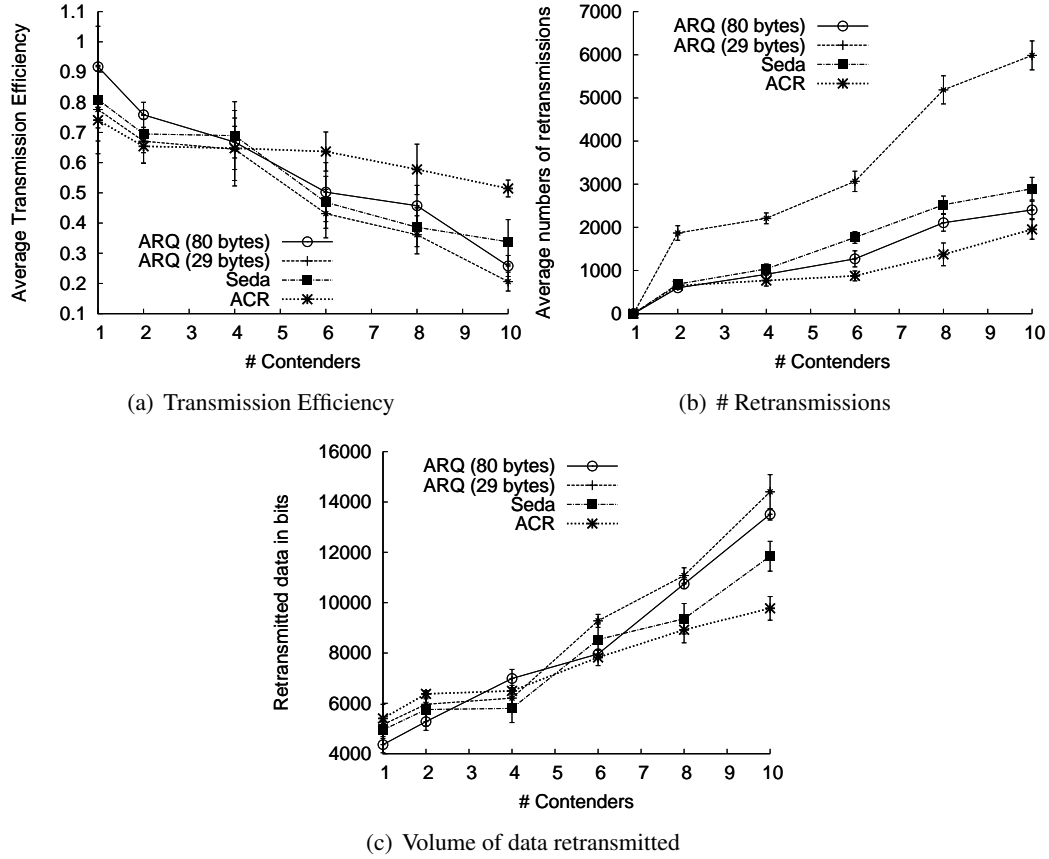 1.1
1
0.9
0.8
0.7
0.6
0.5
0.4
0.3
0.2
0.1
Average Transmission Efficiency
ARQ (80 bytes)
ARQ (29 bytes)
Seda
ACR
1 2 3 4 5 6 7 8 9 10
# Contenders
(a) Transmission Efficiency
7000
6000
5000
4000
3000
2000
1000
0
Average numbers of retransmissions
ARQ (80 bytes)
ARQ (29 bytes)
Seda
ACR
1 2 3 4 5 6 7 8 9 10
# Contenders
(b) # Retransmissions
16000
14000
12000
10000
8000
6000
4000
Retransmitted data in bits
ARQ (80 bytes)
ARQ (29 bytes)
Seda
ACR
1 2 3 4 5 6 7 8 9 10
# Contenders
(c) Volume of data retransmitted